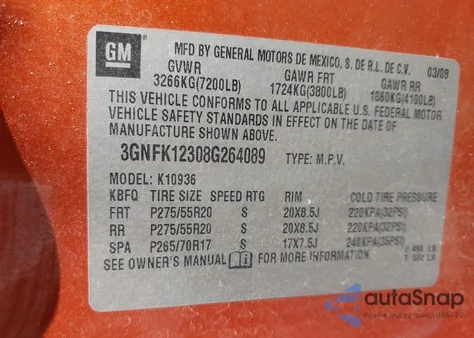 GM
MFD BY GENERAL MOTORS DE MEXICO, S. DE R.L. DE C.V. 03/08
GVWR GAWR FRT GAWR RR
3266KG(7200LB) 1724KG(3800LB) 1860KG(4100LB)
THIS VEHICLE CONFORMS TO ALL APPLICABLE U.S. FEDERAL MOTOR
VEHICLE SAFETY STANDARDS IN EFFECT ON THE DATE OF
MANUFACTURE SHOWN ABOVE.
3GNFK12308G264089 TYPE: M.P.V.
MODEL: K10936
KBFQ TIRE SIZE SPEED RTG RIM COLD TIRE PRESSURE
FRT P275/55R20 S 20X8.5J 220KPA(32PSI)
RR P275/55R20 S 20X8.5J 220KPA(32PSI)
SPA P265/70R17 S 17X7.5J 240KPA(35PSI)
SEE OWNER'S MANUAL i FOR MORE INFORMATION.
LB
LB
autoSnap